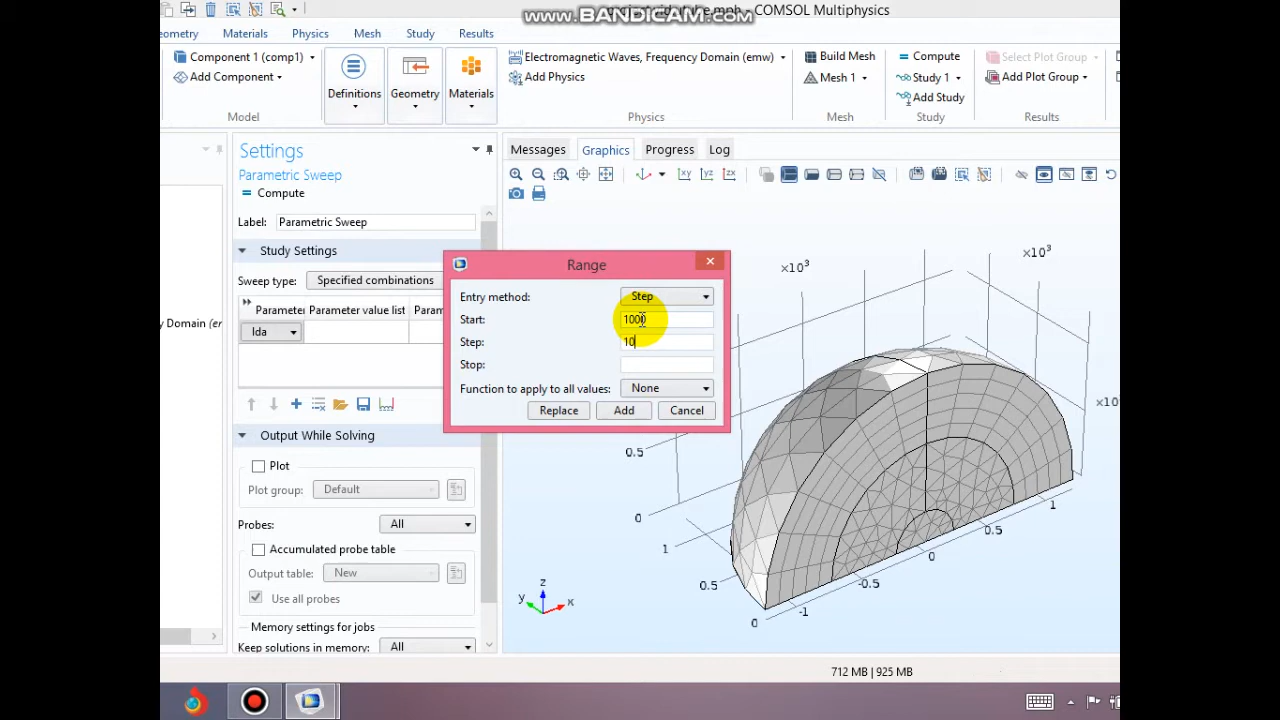 www.BANDICAM.com
COMSOL Multiphysics
eometry
Materials
Physics
Mesh
Study
Results
Component 1 (comp1)
Add Component
Model
Definitions
Geometry
Materials
Electromagnetic Waves, Frequency Domain (emw)
Add Physics
Physics
Build Mesh
Mesh 1
Mesh
Compute
Study 1
Add Study
Study
Select Plot Group
Add Plot Group
Results
Settings
Parametric Sweep
Compute
Label: Parametric Sweep
Study Settings
Sweep type: Specified combinations
Paramete
Parameter value list
Param
lda
y Domain (er
Output While Solving
Plot
Plot group: Default
Probes: All
Accumulated probe table
Output table: New
Use all probes
Memory settings for jobs
Keep solutions in memory: All
Messages
Graphics
Progress
Log
xy
yz
zx
Range
Entry method: Step
Start: 1000
Step: 10
Stop:
Function to apply to all values: None
Replace
Add
Cancel
x10³
x10³
x10
0.5
0
1
0.5
0
-1
-0.5
0
0.5
1
z
y
x
712 MB | 925 MB